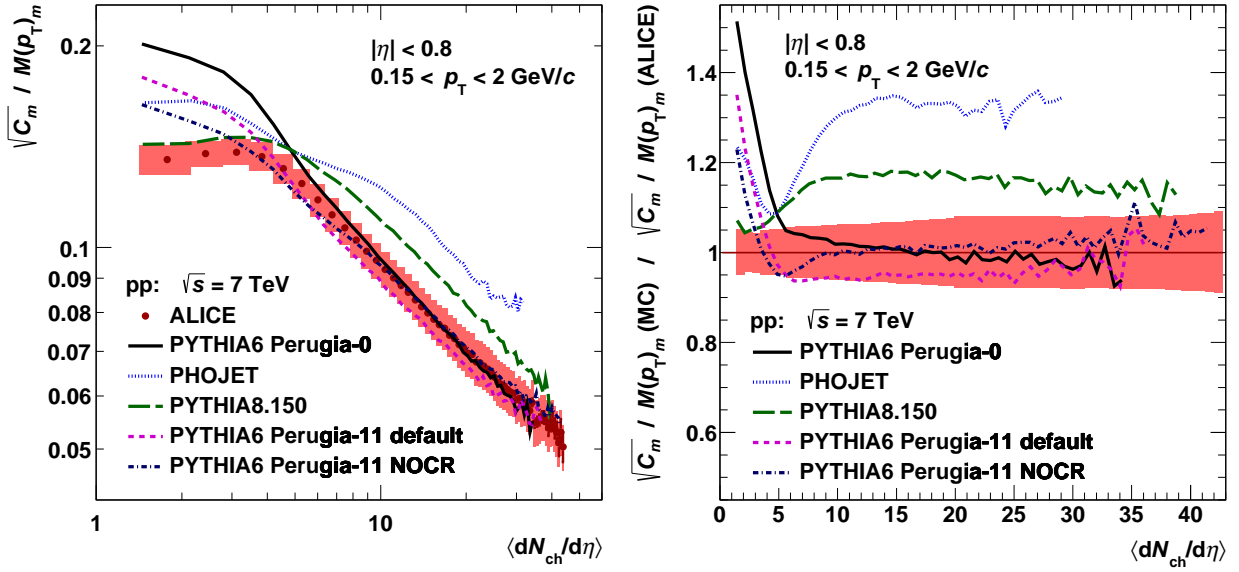 √C_m / M(p_T)_m
0.2
0.1
0.09
0.08
0.07
0.06
0.05
|η| < 0.8
0.15 < p_T < 2 GeV/c
pp: √s = 7 TeV
ALICE
PYTHIA6 Perugia-0
PHOJET
PYTHIA8.150
PYTHIA6 Perugia-11 default
PYTHIA6 Perugia-11 NOCR
1
10
⟨dN_ch/dη⟩
√C_m / M(p_T)_m (MC) / √C_m / M(p_T)_m (ALICE)
1.4
1.2
1
0.8
0.6
|η| < 0.8
0.15 < p_T < 2 GeV/c
pp: √s = 7 TeV
PYTHIA6 Perugia-0
PHOJET
PYTHIA8.150
PYTHIA6 Perugia-11 default
PYTHIA6 Perugia-11 NOCR
0 5 10 15 20 25 30 35 40
⟨dN_ch/dη⟩